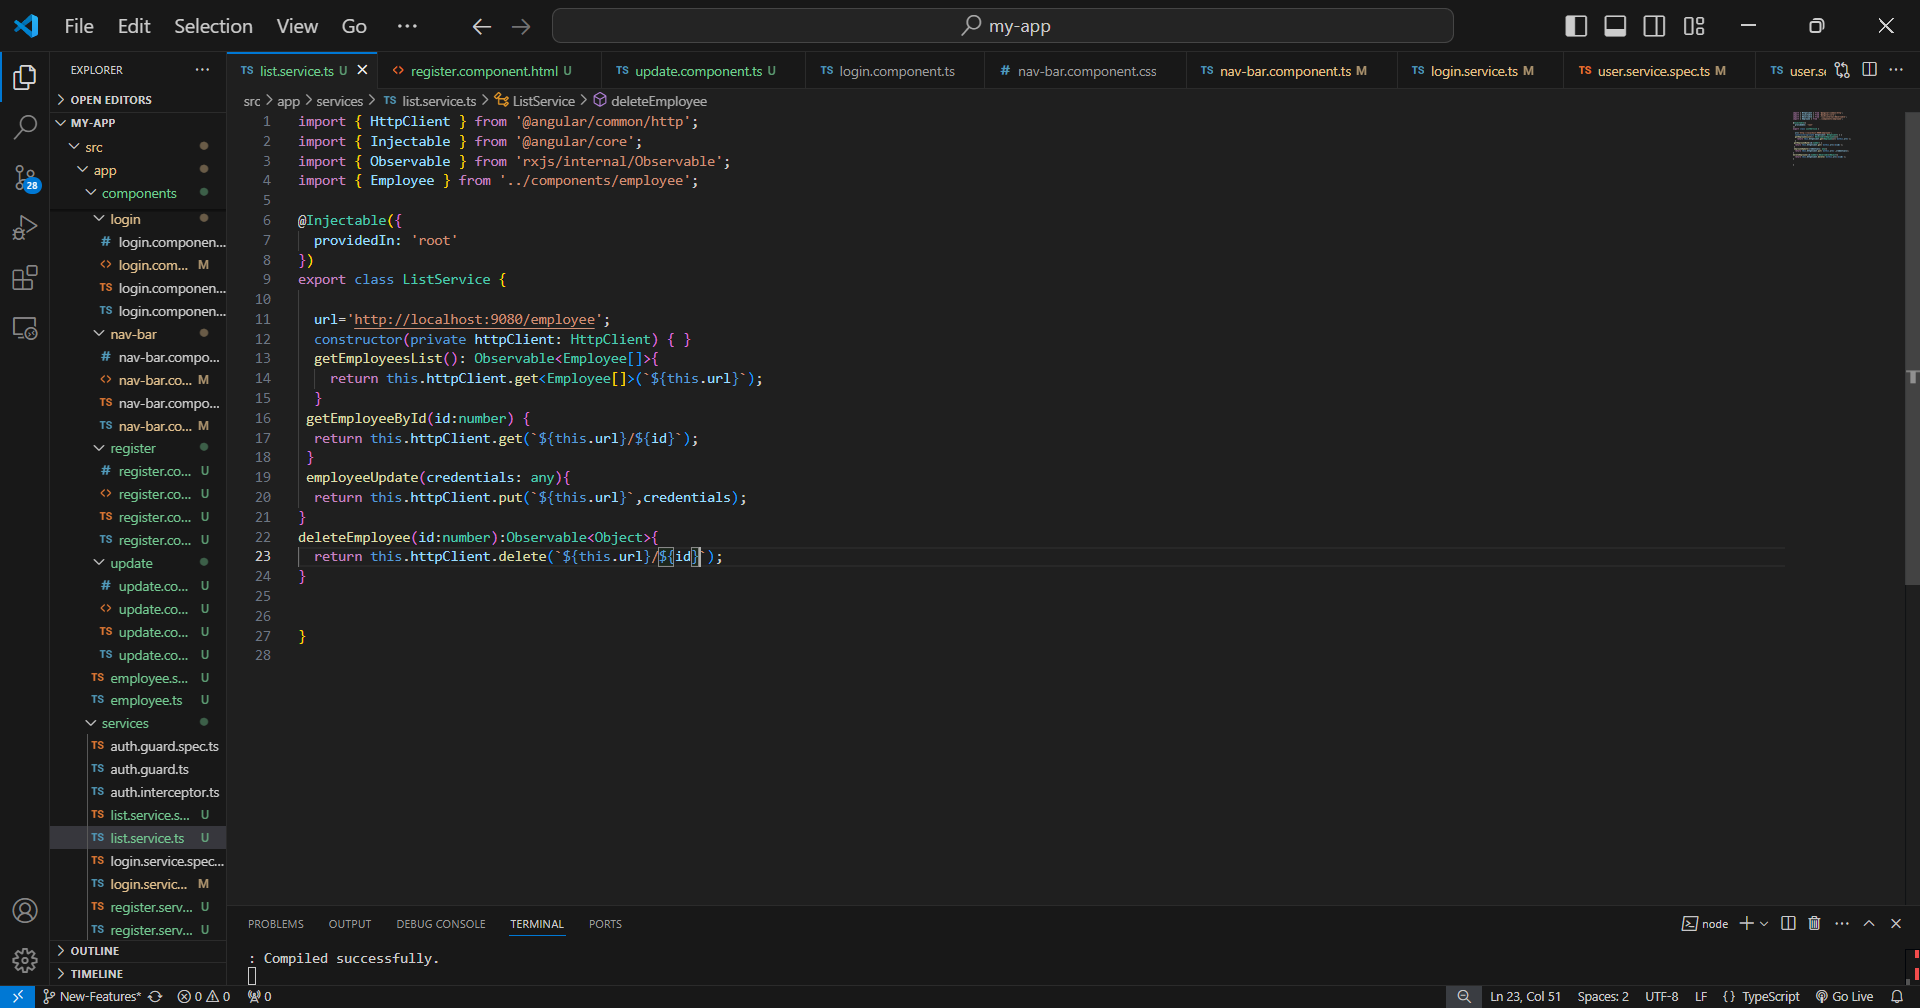 File Edit Selection View Go ··· my-app
EXPLORER ···
OPEN EDITORS
MY-APP
src
app
components
login
# login.componen...
<> login.com... M
TS login.componen...
TS login.componen...
nav-bar
# nav-bar.compo...
<> nav-bar.co... M
TS nav-bar.compo...
TS nav-bar.co... M
register
# register.co... U
<> register.co... U
TS register.co... U
TS register.co... U
update
# update.co... U
<> update.co... U
TS update.co... U
TS update.co... U
TS employee.s... U
TS employee.ts U
services
TS auth.guard.spec.ts
TS auth.guard.ts
TS auth.interceptor.ts
TS list.service.s... U
TS list.service.ts U
TS login.service.spec...
TS login.servic... M
TS register.serv... U
TS register.serv... U
OUTLINE
TIMELINE
28
TS list.service.ts U <> register.component.html U TS update.component.ts U TS login.component.ts # nav-bar.component.css TS nav-bar.component.ts M TS login.service.ts M TS user.service.spec.ts M TS user.se ···
src > app > services > TS list.service.ts > ListService > deleteEmployee
1 import { HttpClient } from '@angular/common/http';
2 import { Injectable } from '@angular/core';
3 import { Observable } from 'rxjs/internal/Observable';
4 import { Employee } from '../components/employee';
5
6 @Injectable({
7 providedIn: 'root'
8 })
9 export class ListService {
10
11 url='http://localhost:9080/employee';
12 constructor(private httpClient: HttpClient) { }
13 getEmployeesList(): Observable<Employee[]>{
14 return this.httpClient.get<Employee[]>(`${this.url}`);
15 }
16 getEmployeeById(id:number) {
17 return this.httpClient.get(`${this.url}/${id}`);
18 }
19 employeeUpdate(credentials: any){
20 return this.httpClient.put(`${this.url}`,credentials);
21 }
22 deleteEmployee(id:number):Observable<Object>{
23 return this.httpClient.delete(`${this.url}/${id}`);
24 }
25
26
27 }
28
PROBLEMS OUTPUT DEBUG CONSOLE TERMINAL PORTS node ···
: Compiled successfully.
New-Features* 0 0 0 Ln 23, Col 51 Spaces: 2 UTF-8 LF {} TypeScript Go Live